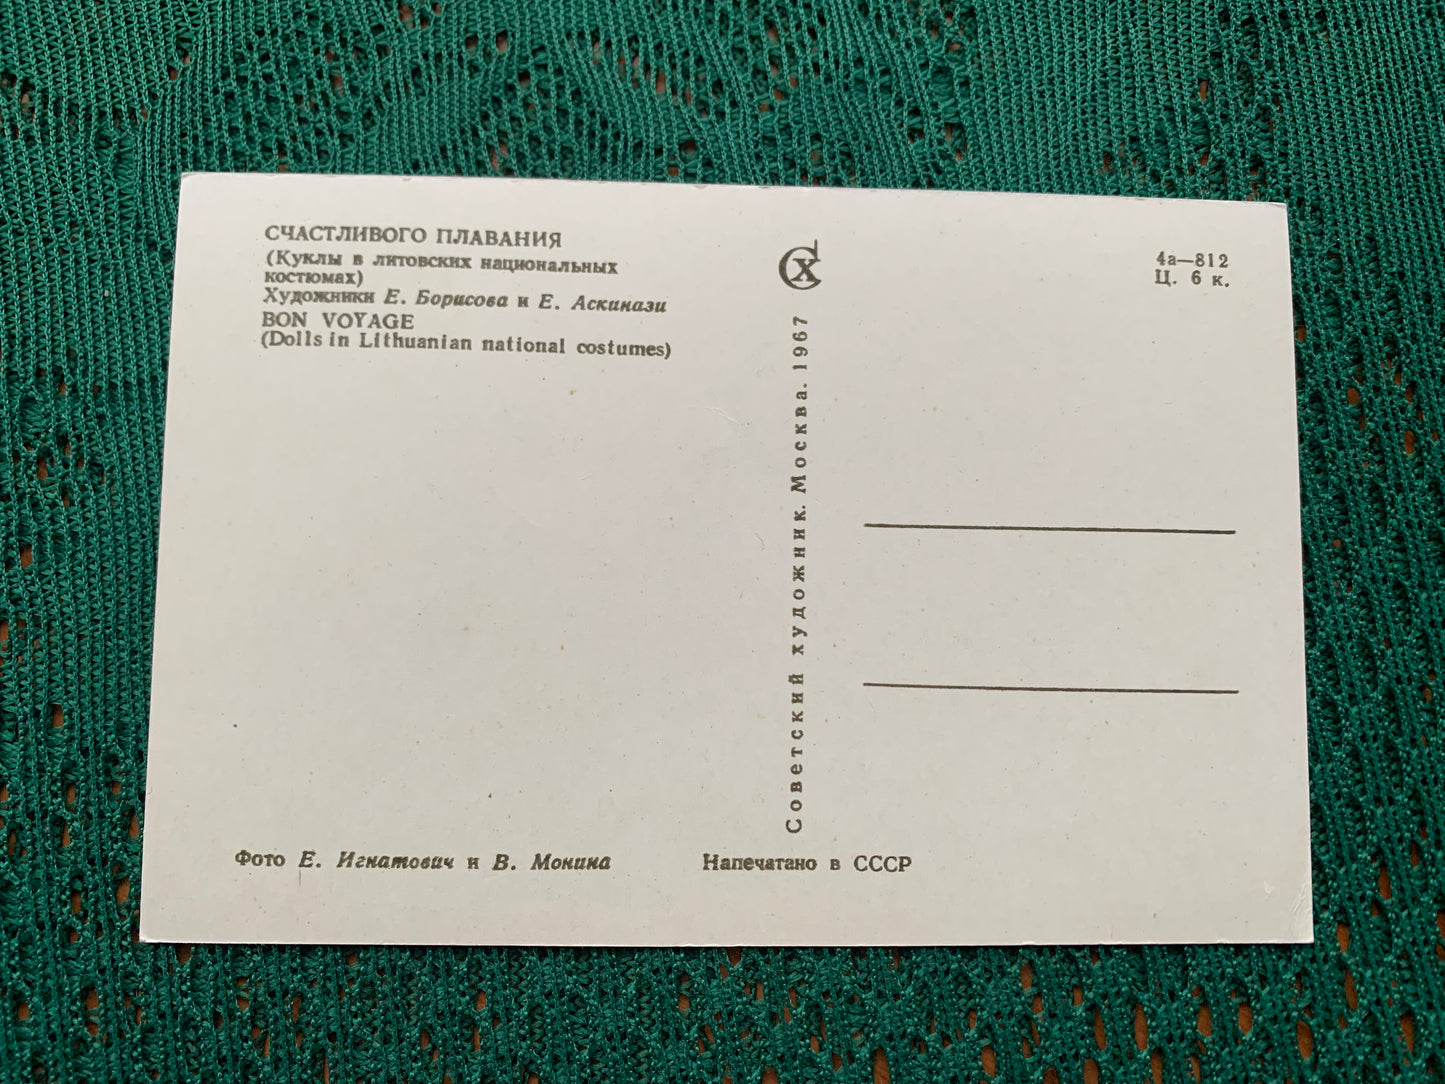 СЧАСТЛИВОГО ПЛАВАНИЯ
(Куклы в литовских национальных
костюмах)
Художники Е. Борисова и Е. Аскинази
BON VOYAGE
(Dolls in Lithuanian national costumes)
Фото Е. Игнатович и В. Монина
СХ
Советский художник. Москва. 1967
Напечатано в СССР
4а—812
Ц. 6 к.